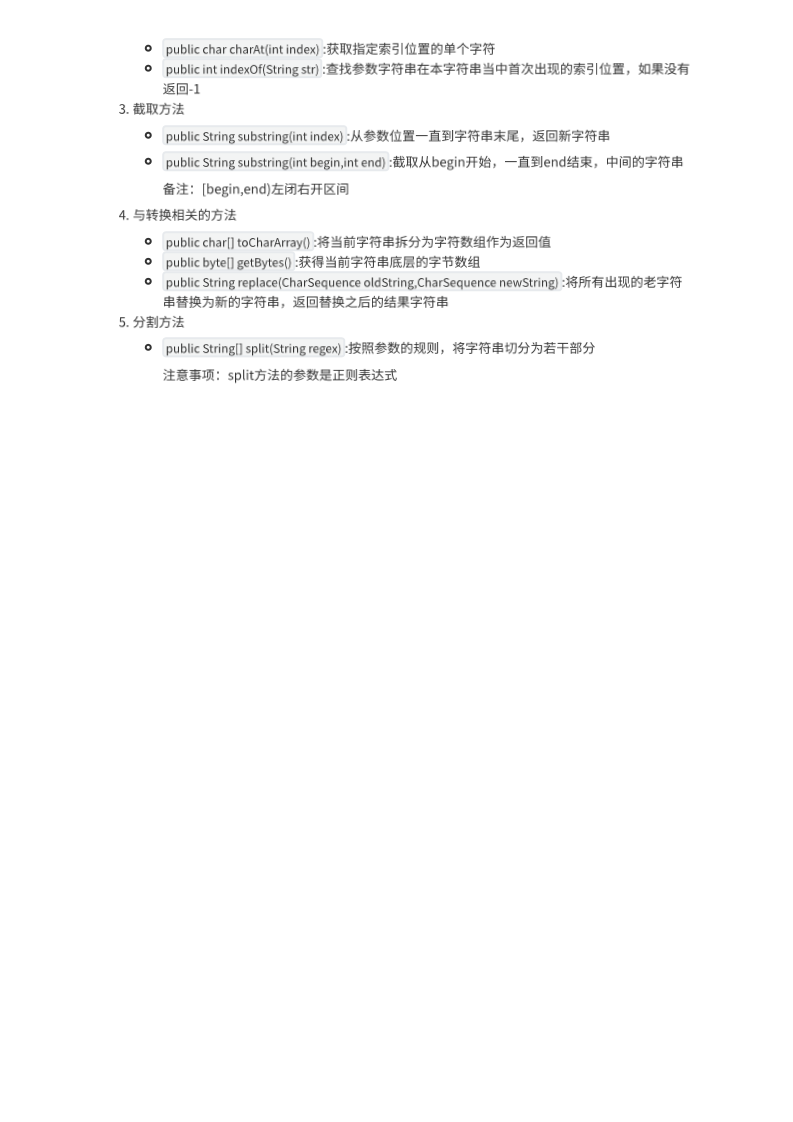 public char charAt(int index) :获取指定索引位置的单个字符
public int indexOf(String str) :查找参数字符串在本字符串当中首次出现的索引位置，如果没有
返回-1
3. 截取方法
public String substring(int index) :从参数位置一直到字符串末尾，返回新字符串
public String substring(int begin,int end) :截取从begin开始，一直到end结束，中间的字符串
备注：[begin,end)左闭右开区间
4. 与转换相关的方法
public char[] toCharArray() :将当前字符串拆分为字符数组作为返回值
public byte[] getBytes() :获得当前字符串底层的字节数组
public String replace(CharSequence oldString,CharSequence newString) :将所有出现的老字符
串替换为新的字符串，返回替换之后的结果字符串
5. 分割方法
public String[] split(String regex) :按照参数的规则，将字符串切分为若干部分
注意事项：split方法的参数是正则表达式